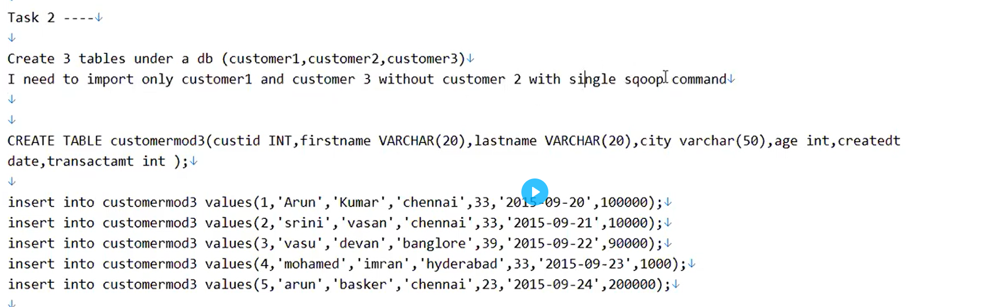 Task 2 ----↓
↓
Create 3 tables under a db (customer1,customer2,customer3)↓
I need to import only customer1 and customer 3 without customer 2 with single sqoop command↓
↓
↓
CREATE TABLE customermod3(custid INT,firstname VARCHAR(20),lastname VARCHAR(20),city varchar(50),age int,createdt
date,transactamt int );↓
↓
insert into customermod3 values(1,'Arun','Kumar','chennai',33,'2015-09-20',100000);↓
insert into customermod3 values(2,'srini','vasan','chennai',33,'2015-09-21',10000);↓
insert into customermod3 values(3,'vasu','devan','banglore',39,'2015-09-22',90000);↓
insert into customermod3 values(4,'mohamed','imran','hyderabad',33,'2015-09-23',1000);↓
insert into customermod3 values(5,'arun','basker','chennai',23,'2015-09-24',200000);↓
↓